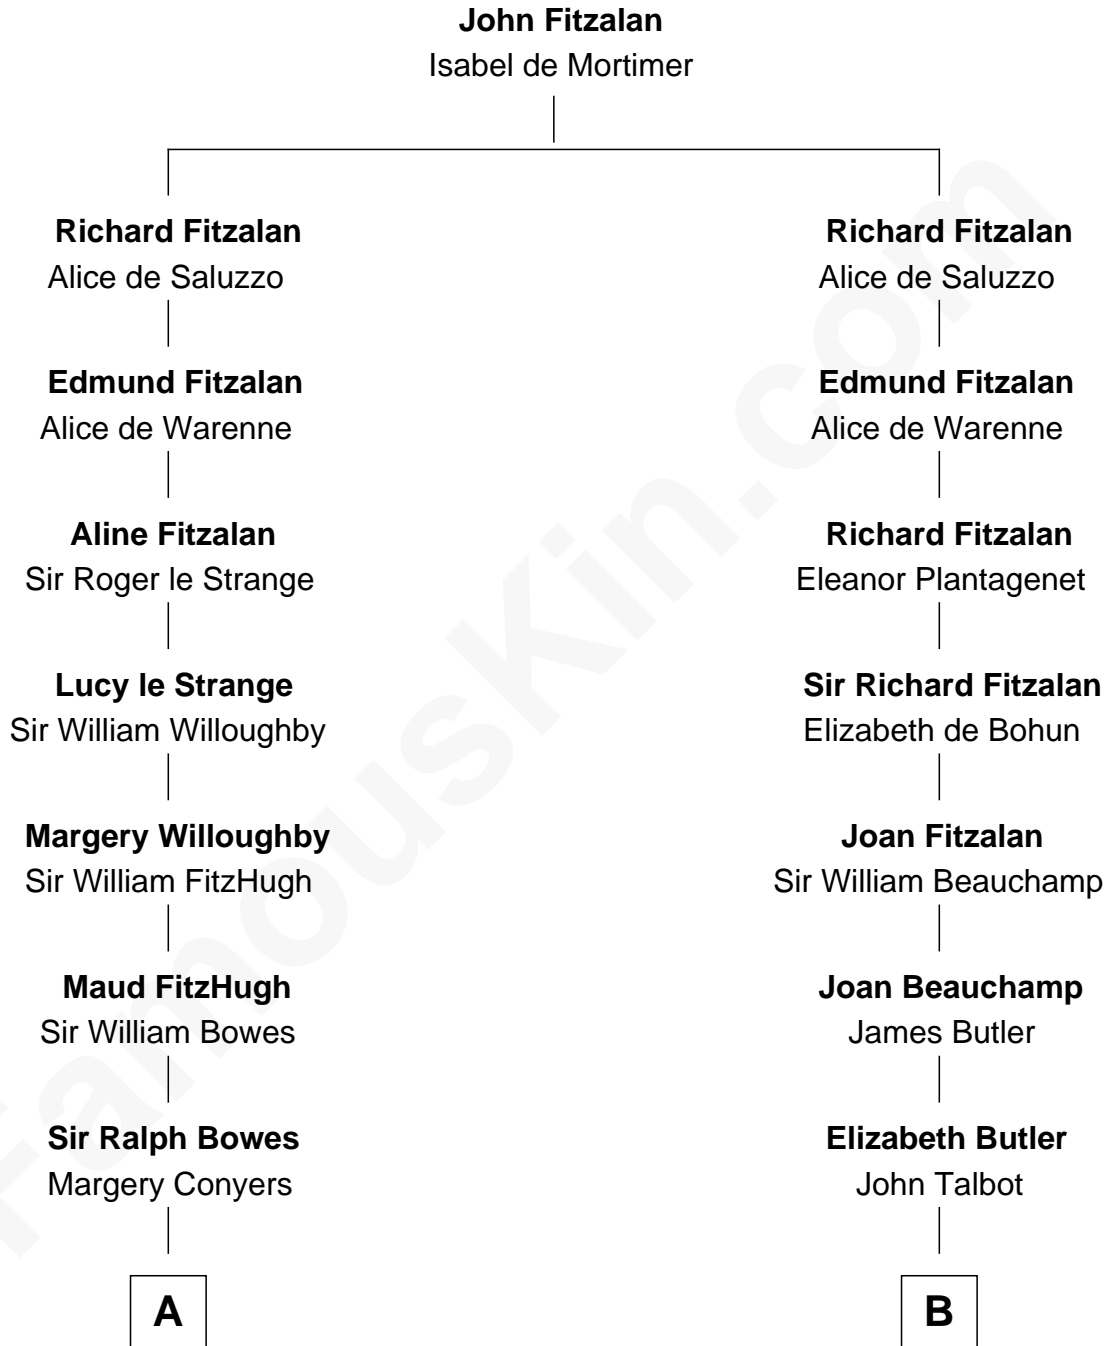 John Fitzalan
Isabel de Mortimer
Richard Fitzalan
Alice de Saluzzo
Edmund Fitzalan
Alice de Warenne
Aline Fitzalan
Sir Roger le Strange
Lucy le Strange
Sir William Willoughby
Margery Willoughby
Sir William FitzHugh
Maud FitzHugh
Sir William Bowes
Sir Ralph Bowes
Margery Conyers
A
Richard Fitzalan
Alice de Saluzzo
Edmund Fitzalan
Alice de Warenne
Richard Fitzalan
Eleanor Plantagenet
Sir Richard Fitzalan
Elizabeth de Bohun
Joan Fitzalan
Sir William Beauchamp
Joan Beauchamp
James Butler
Elizabeth Butler
John Talbot
B
FamousKin.com